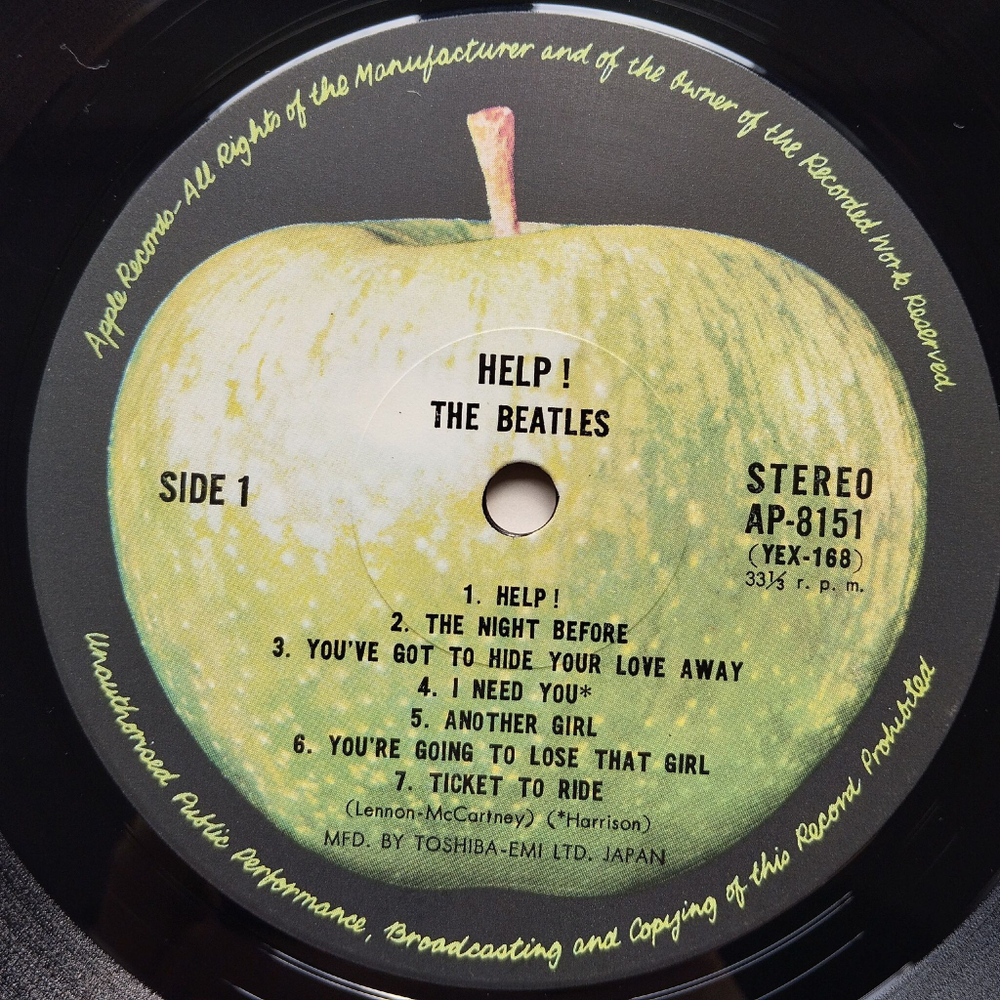 Apple Records-All Rights of the Manufacturer and of the Owner of the Recorded Work Reserved
HELP !
THE BEATLES
SIDE 1
STEREO
AP-8151
(YEX-168)
33⅓ r. p. m.
1. HELP !
2. THE NIGHT BEFORE
3. YOU'VE GOT TO HIDE YOUR LOVE AWAY
4. I NEED YOU*
5. ANOTHER GIRL
6. YOU'RE GOING TO LOSE THAT GIRL
7. TICKET TO RIDE
(Lennon-McCartney) (*Harrison)
MFD. BY TOSHIBA-EMI LTD. JAPAN
Unauthorised Public Performance, Broadcasting and Copying of this Record Prohibited